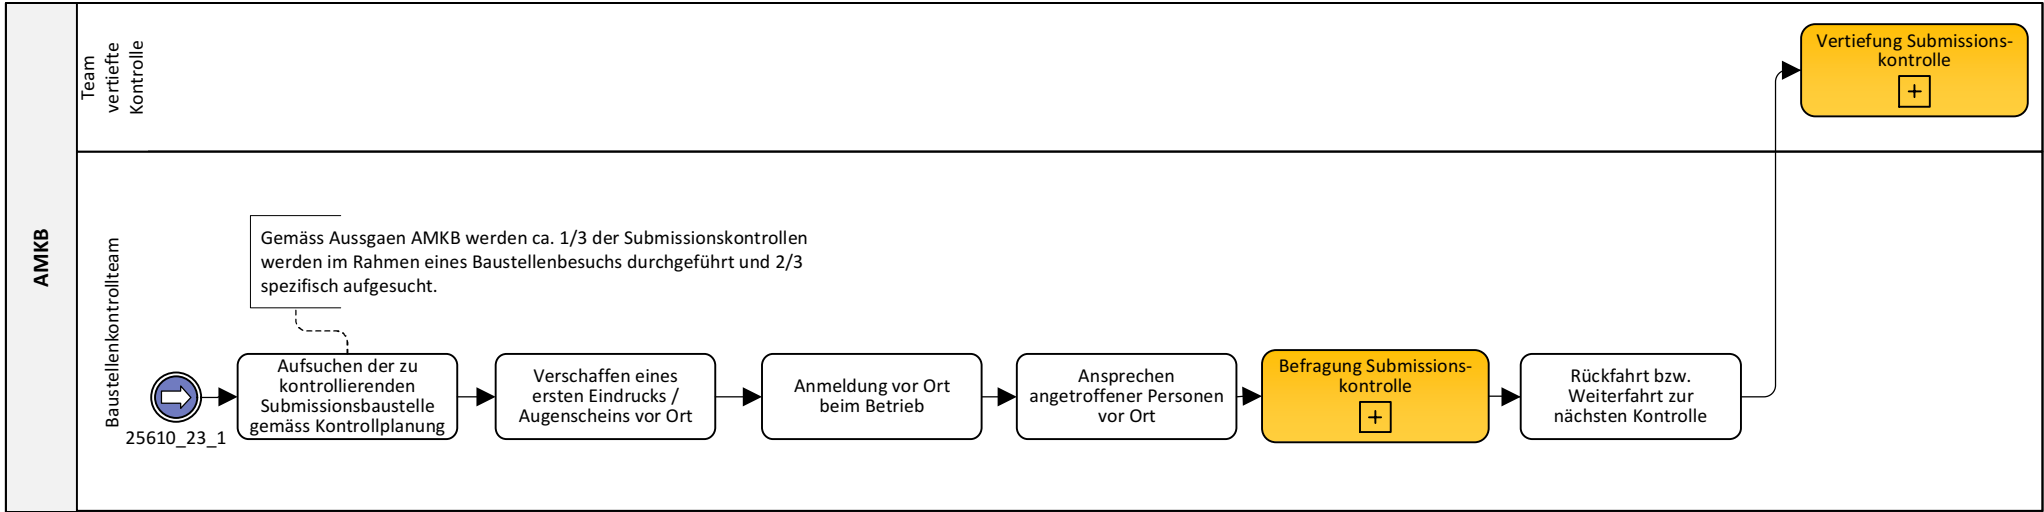 AMKB
Team
vertiefte
Kontrolle
Vertiefung Submissions-
kontrolle
Baustellenkontrollteam
Gemäss Aussgaen AMKB werden ca. 1/3 der Submissionskontrollen
werden im Rahmen eines Baustellenbesuchs durchgeführt und 2/3
spezifisch aufgesucht.
25610_23_1
Aufsuchen der zu
kontrollierenden
Submissionsbaustelle
gemäss Kontrollplanung
Verschaffen eines
ersten Eindrucks /
Augenscheins vor Ort
Anmeldung vor Ort
beim Betrieb
Ansprechen
angetroffener Personen
vor Ort
Befragung Submissions-
kontrolle
Rückfahrt bzw.
Weiterfahrt zur
nächsten Kontrolle